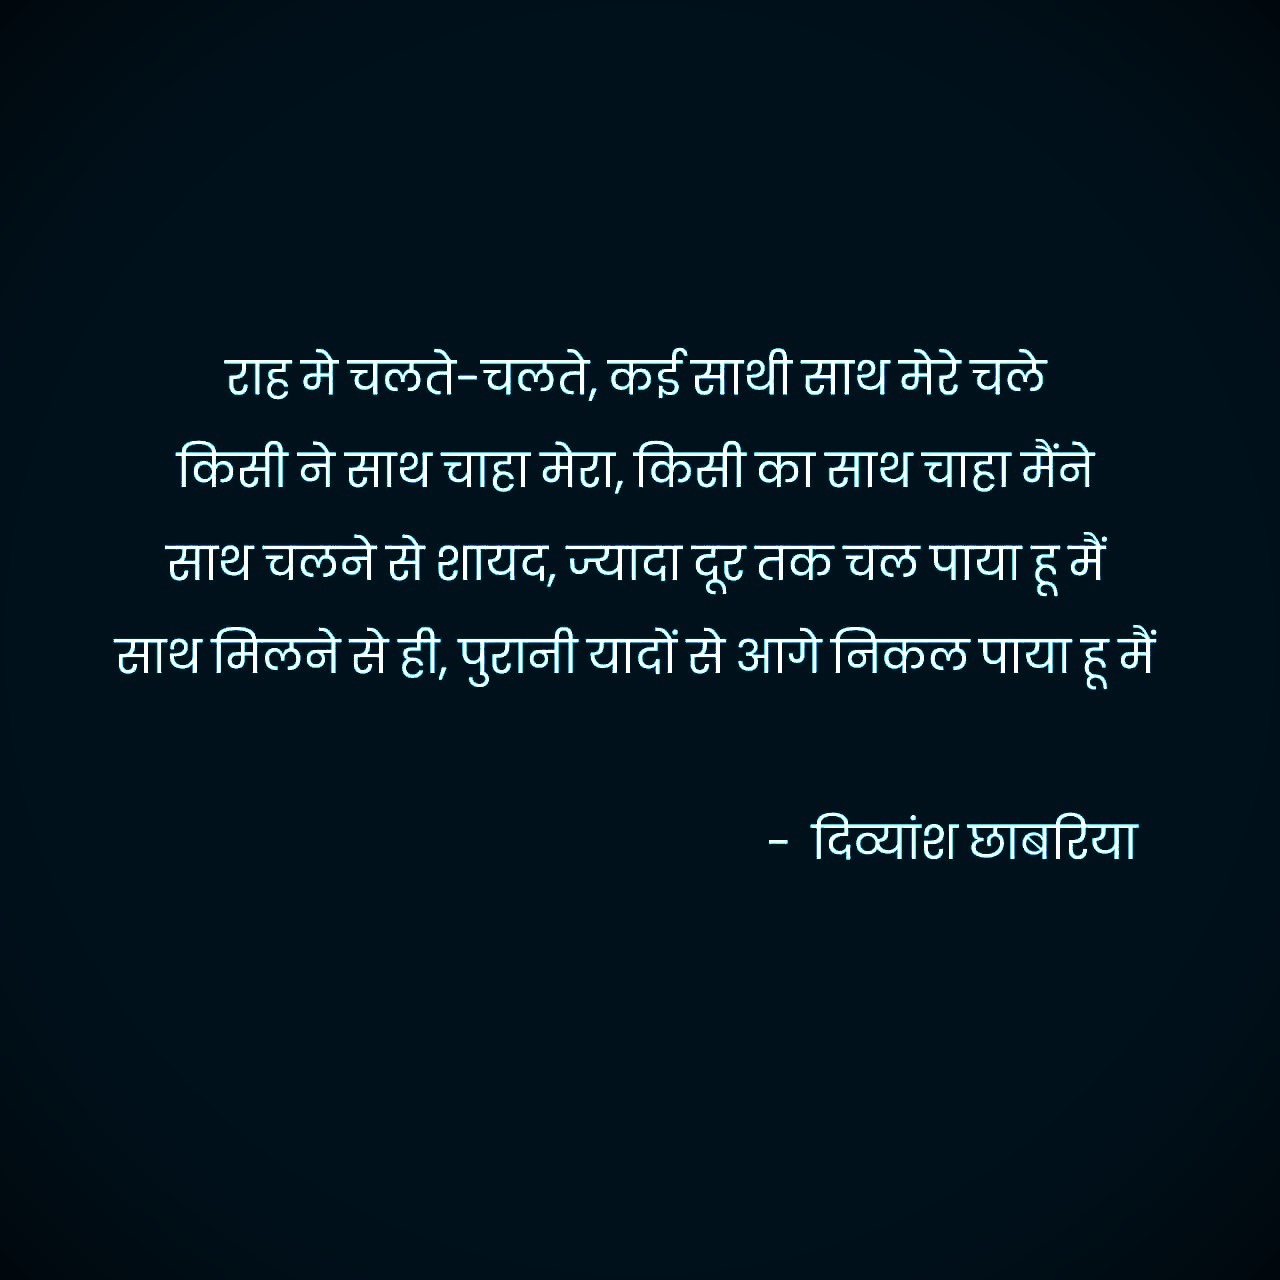 राह मे चलते-चलते, कई साथी साथ मेरे चले
किसी ने साथ चाहा मेरा, किसी का साथ चाहा मैंने
साथ चलने से शायद, ज्यादा दूर तक चल पाया हू मैं
साथ मिलने से ही, पुरानी यादों से आगे निकल पाया हू मैं
- दिव्यांश छाबरिया